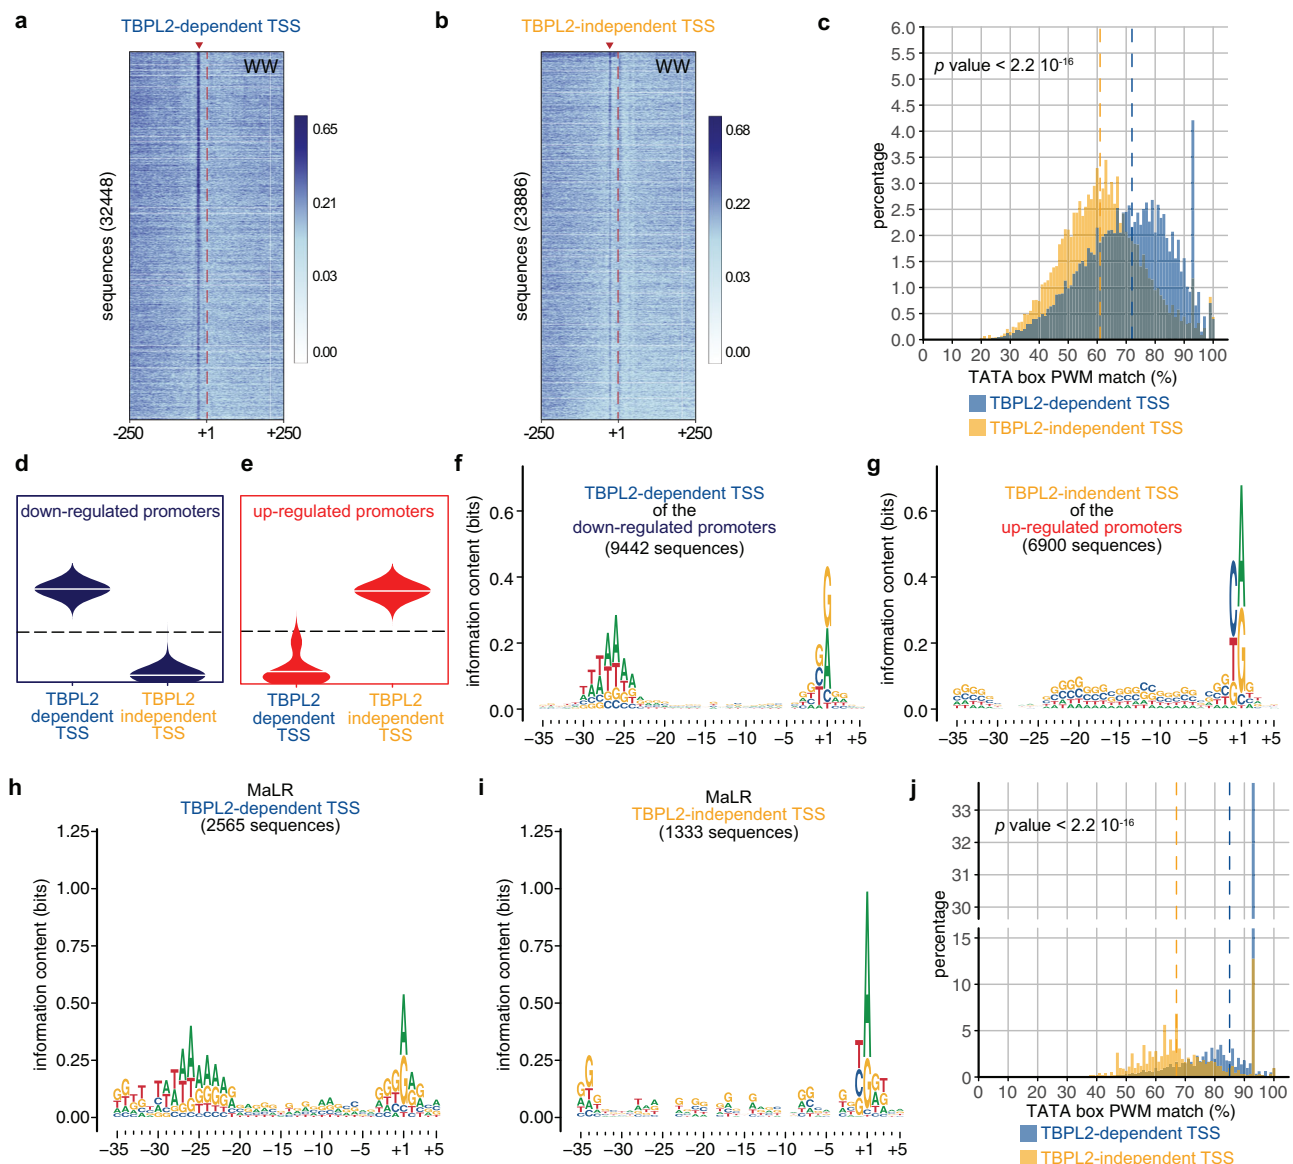 a
TBPL2-dependent TSS
WW
sequences (32448)
0.65
0.21
0.03
0.00
-250
+1
+250
b
TBPL2-independent TSS
WW
sequences (23886)
0.68
0.22
0.03
0.00
-250
+1
+250
c
p value < 2.2 10-16
percentage
6.0
5.5
5.0
4.5
4.0
3.5
3.0
2.5
2.0
1.5
1.0
0.5
0.0
0 10 20 30 40 50 60 70 80 90 100
TATA box PWM match (%)
TBPL2-dependent TSS
TBPL2-independent TSS
d
down-regulated promoters
TBPL2
dependent
TSS
TBPL2
independent
TSS
e
up-regulated promoters
TBPL2
dependent
TSS
TBPL2
independent
TSS
f
TBPL2-dependent TSS
of the
down-regulated promoters
(9442 sequences)
information content (bits)
0.6
0.4
0.2
0.0
−35 −30 −25 −20 −15 −10 −5 +1 +5
g
TBPL2-indendent TSS
of the
up-regulated promoters
(6900 sequences)
information content (bits)
0.6
0.4
0.2
0.0
−35 −30 −25 −20 −15 −10 −5 +1 +5
h
MaLR
TBPL2-dependent TSS
(2565 sequences)
information content (bits)
1.25
1.00
0.75
0.50
0.25
0.00
−35 −30 −25 −20 −15 −10 −5 +1 +5
i
MaLR
TBPL2-independent TSS
(1333 sequences)
information content (bits)
1.25
1.00
0.75
0.50
0.25
0.00
−35 −30 −25 −20 −15 −10 −5 +1 +5
j
p value < 2.2 10-16
percentage
33
32
31
30
15
10
5
0
0 10 20 30 40 50 60 70 80 90 100
TATA box PWM match (%)
TBPL2-dependent TSS
TBPL2-independent TSS